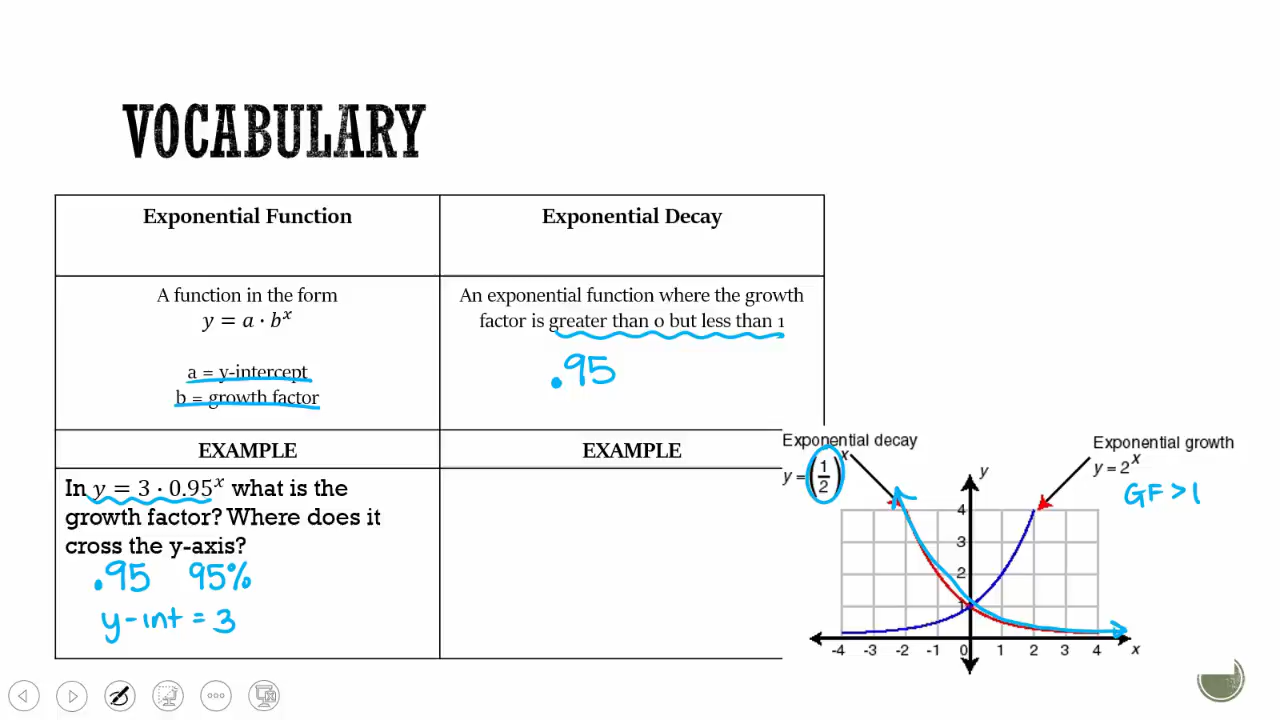 VOCABULARY
Exponential Function
Exponential Decay
A function in the form
y = a · bˣ
a = y-intercept
b = growth factor
An exponential function where the growth
factor is greater than 0 but less than 1
.95
EXAMPLE
EXAMPLE
In y = 3 · 0.95ˣ what is the
growth factor? Where does it
cross the y-axis?
.95 95%
y-int = 3
Exponential decay
y = (1/2)ˣ
Exponential growth
y = 2ˣ
GF > 1
y
4
3
2
1
-4 -3 -2 -1 0 1 2 3 4 x